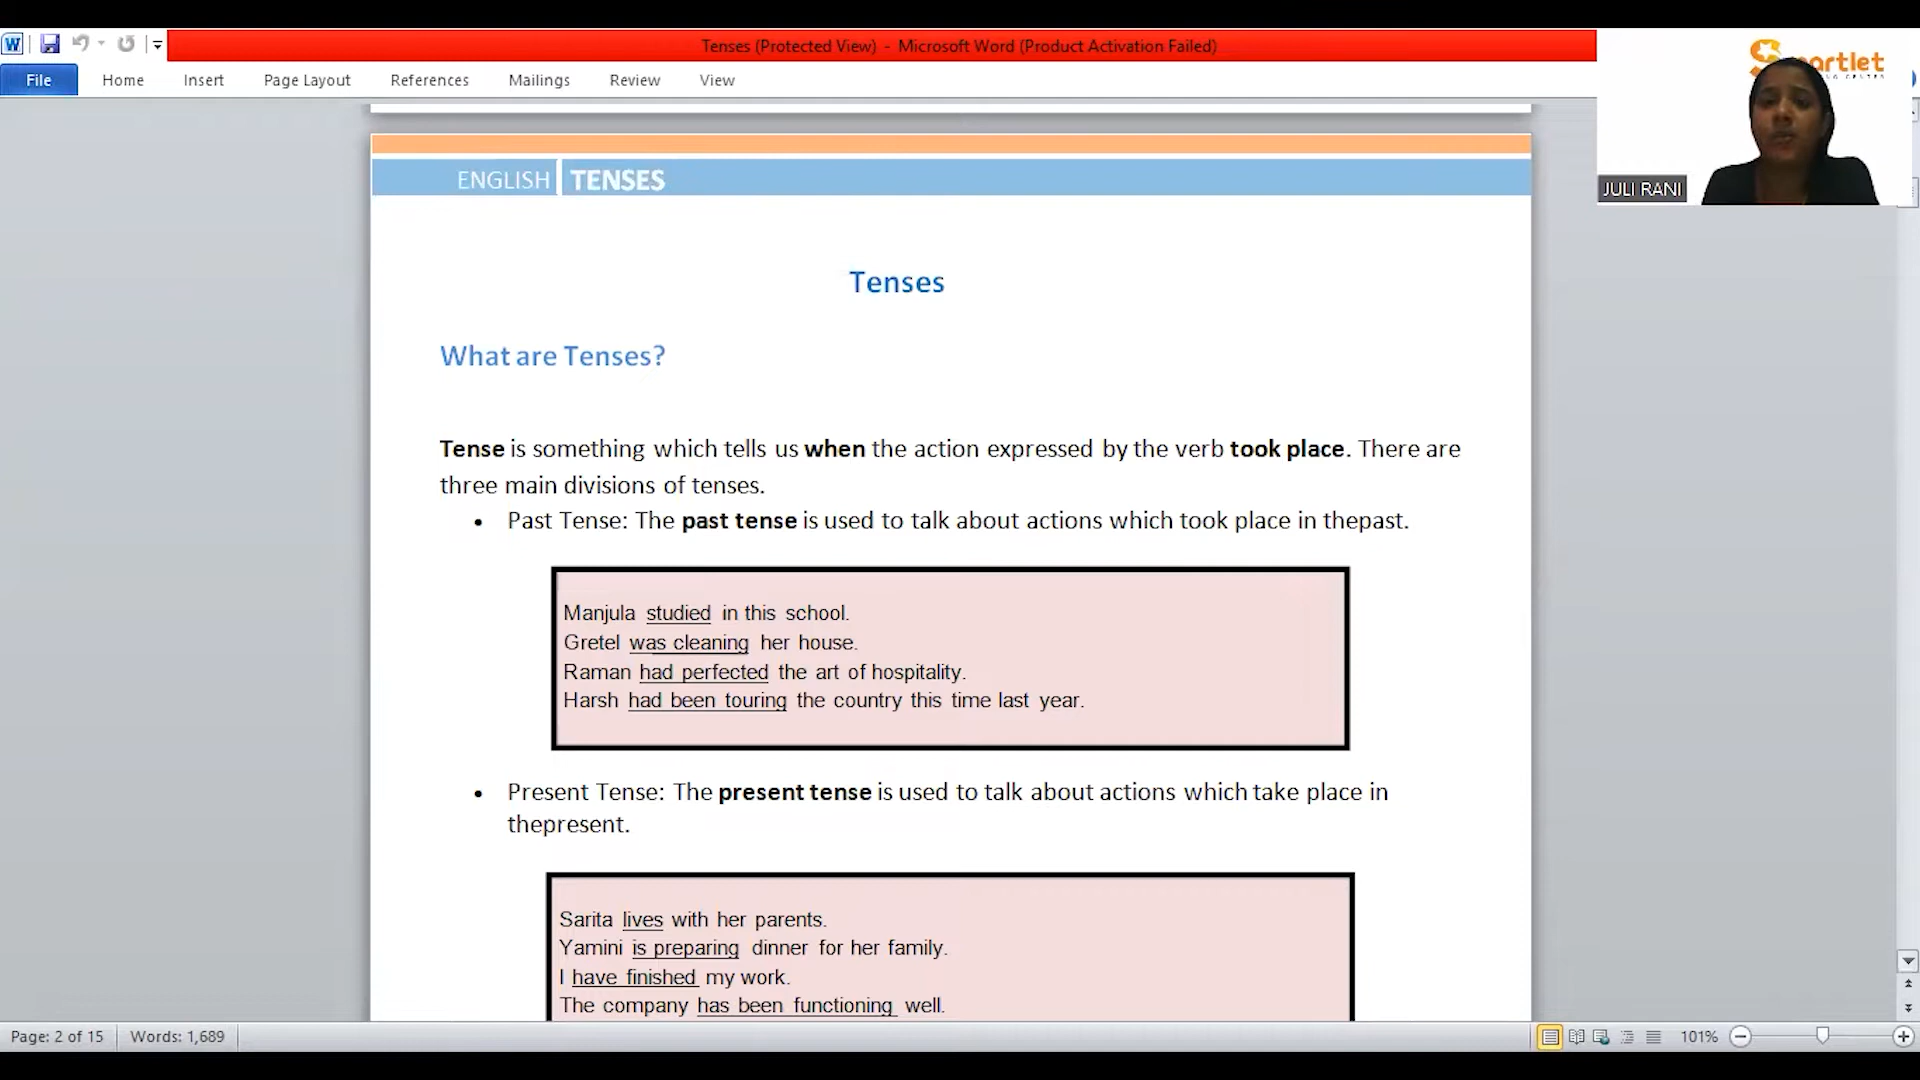 Tenses (Protected View) - Microsoft Word (Product Activation Failed)
File Home Insert Page Layout References Mailings Review View
JULI RANI
ENGLISH TENSES
Tenses
What are Tenses?
Tense is something which tells us when the action expressed by the verb took place. There are
three main divisions of tenses.
• Past Tense: The past tense is used to talk about actions which took place in thepast.
Manjula studied in this school.
Gretel was cleaning her house.
Raman had perfected the art of hospitality.
Harsh had been touring the country this time last year.
• Present Tense: The present tense is used to talk about actions which take place in
thepresent.
Sarita lives with her parents.
Yamini is preparing dinner for her family.
I have finished my work.
The company has been functioning well.
Page: 2 of 15 Words: 1,689 101%